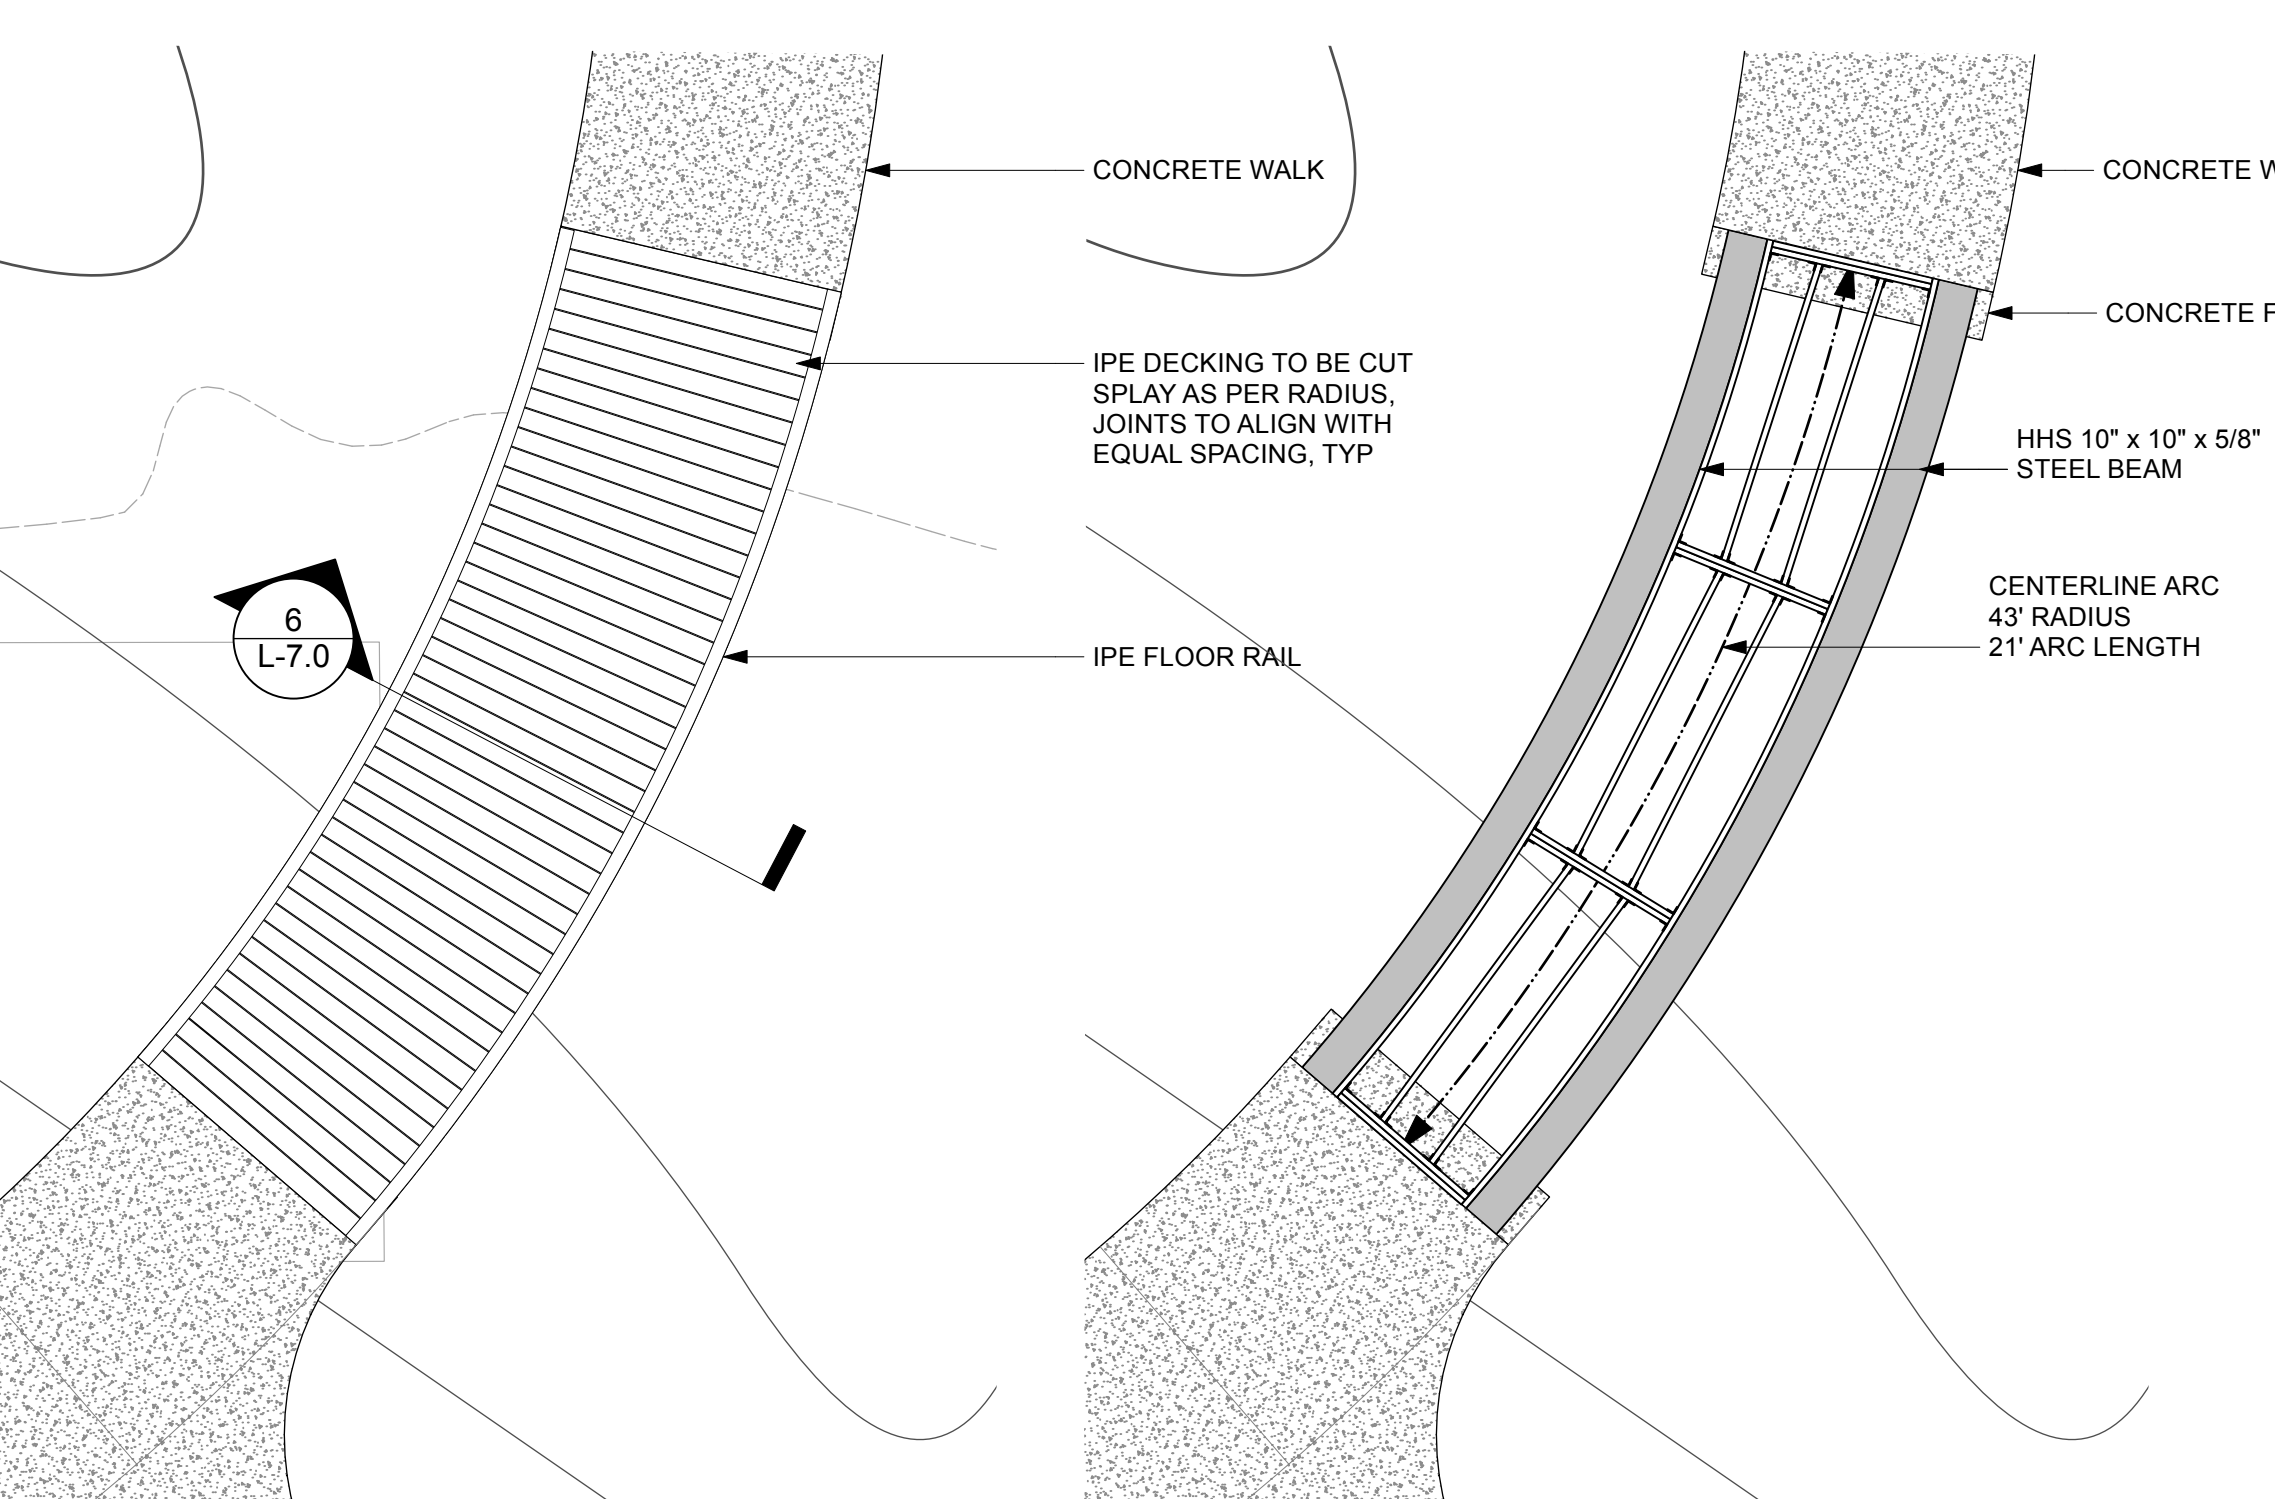 CONCRETE WALK
IPE DECKING TO BE CUT
SPLAY AS PER RADIUS,
JOINTS TO ALIGN WITH
EQUAL SPACING, TYP
6
L-7.0
IPE FLOOR RAIL
CONCRETE
CONCRETE
HHS 10" x 10" x 5/8"
STEEL BEAM
CENTERLINE ARC
43' RADIUS
21' ARC LENGTH